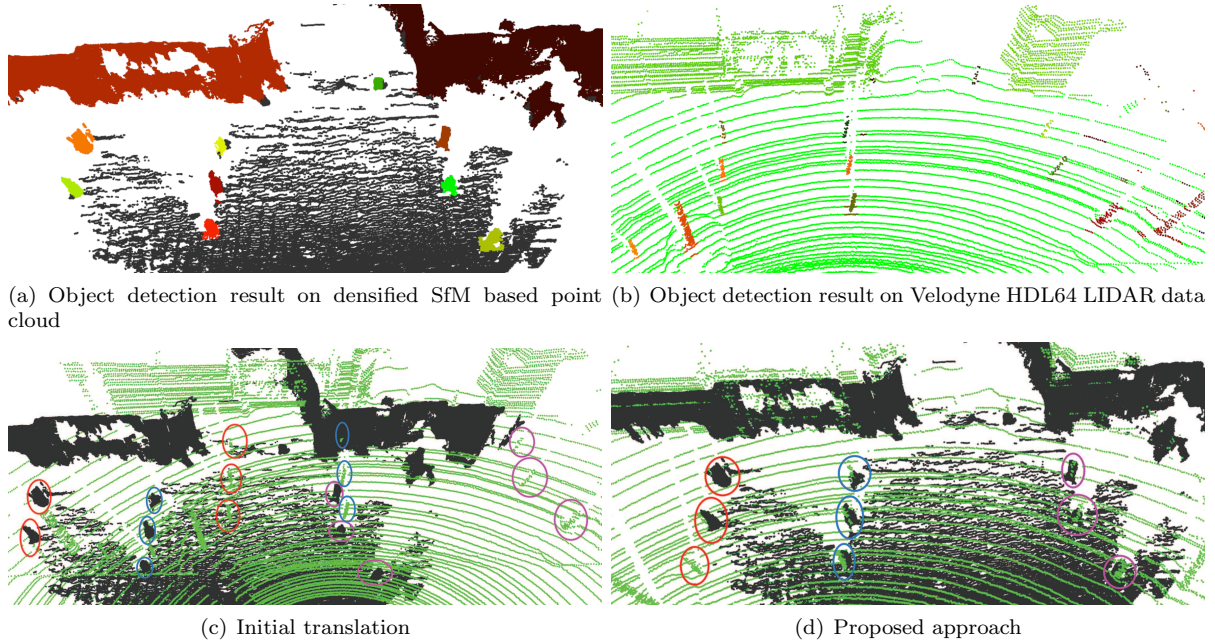 (a) Object detection result on densified SfM based point
cloud
(b) Object detection result on Velodyne HDL64 LIDAR data
(c) Initial translation
(d) Proposed approach